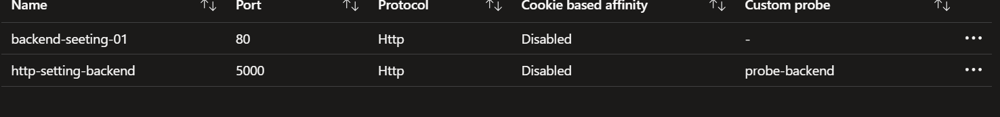 Name Port Protocol Cookie based affinity Custom probe
backend-seeting-01 80 Http Disabled -
http-setting-backend 5000 Http Disabled probe-backend